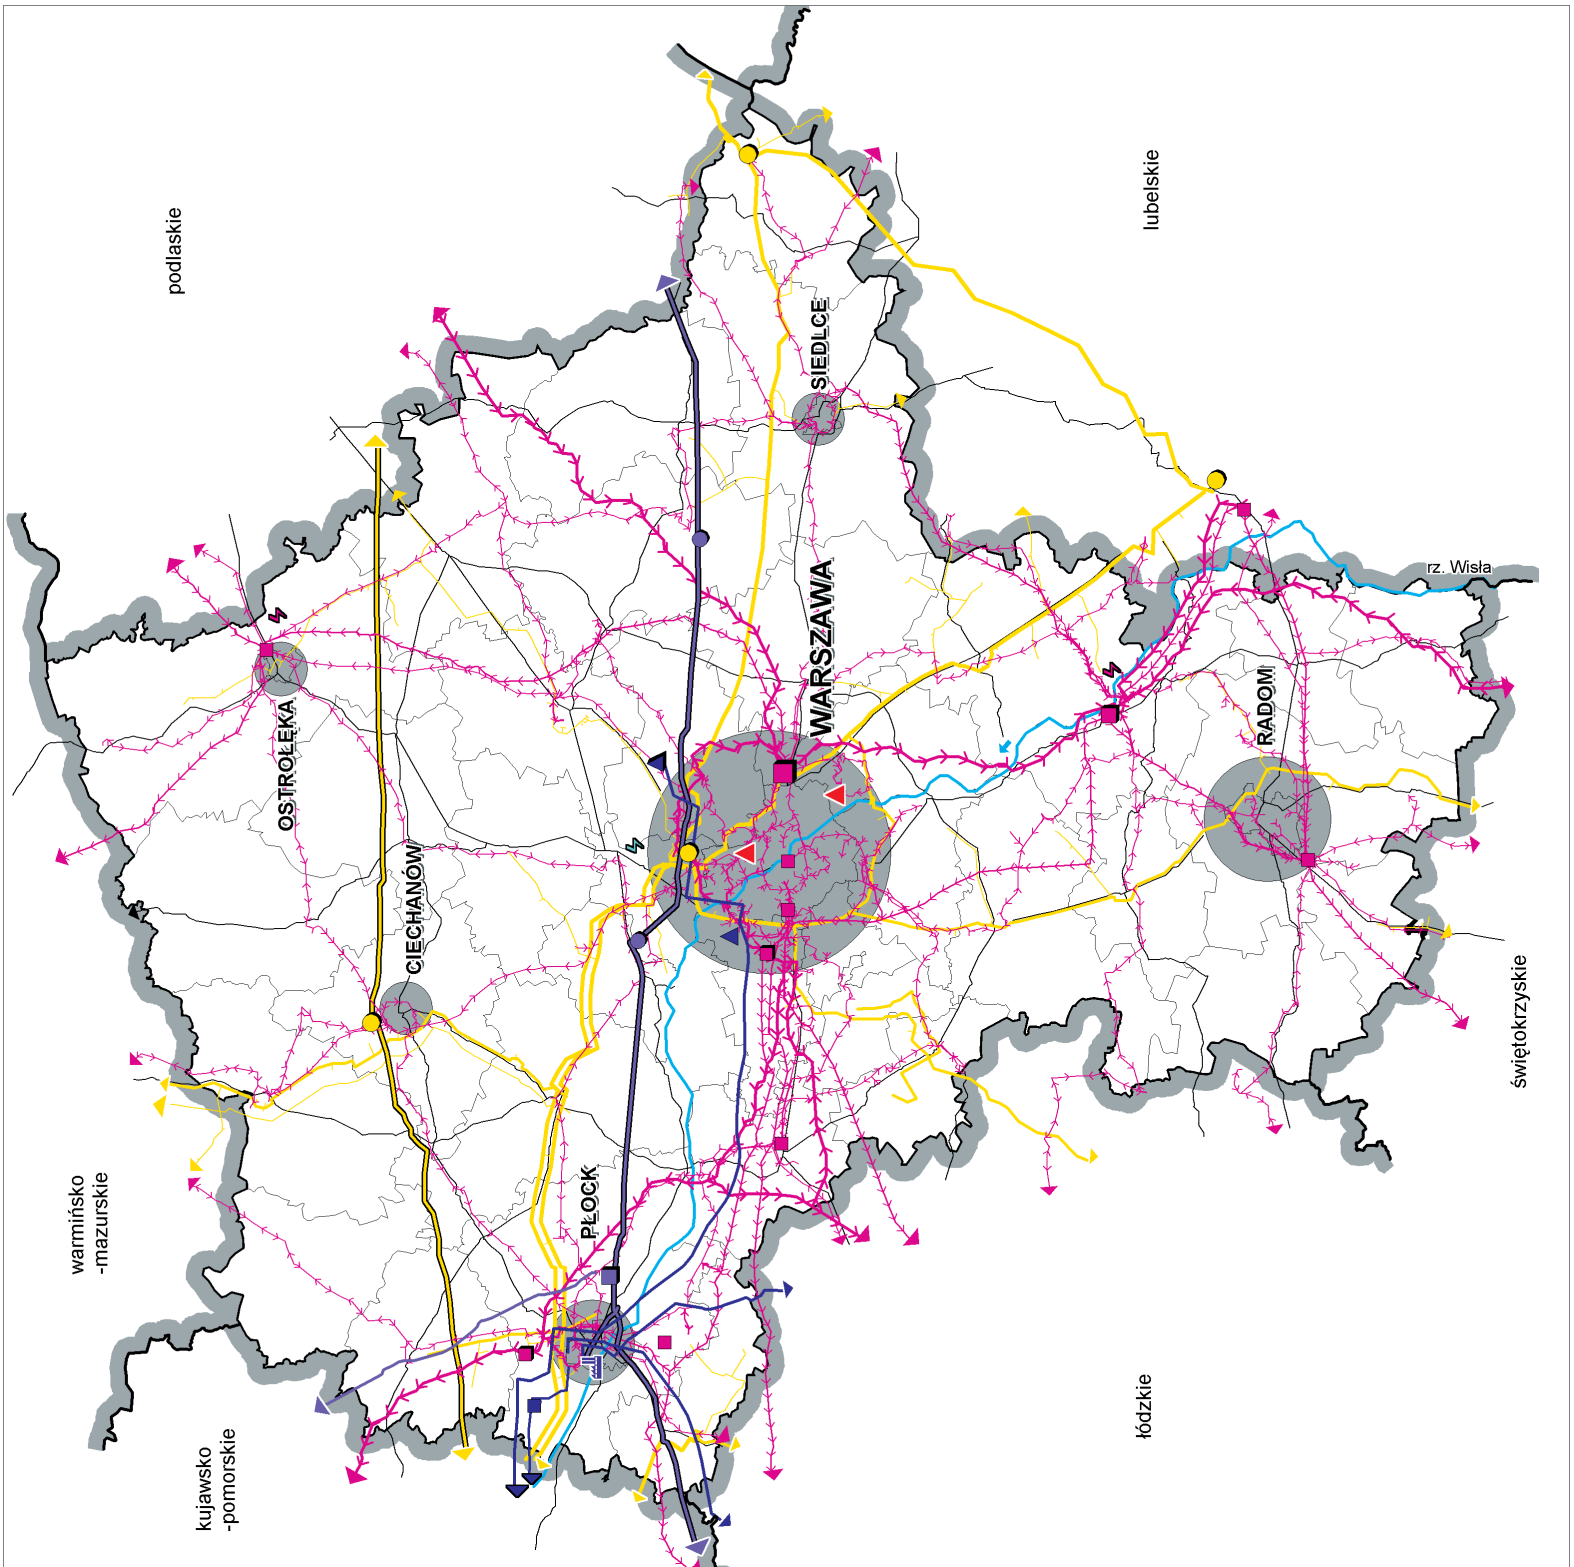 podlaskie
lubelskie
SIEDLCE
OSTROŁĘKA
WARSZAWA
rz. Wisła
RADOM
CIECHANÓW
PŁOCK
warmińsko
-mazurskie
kujawsko
-pomorskie
łódzkie
świętokrzyskie